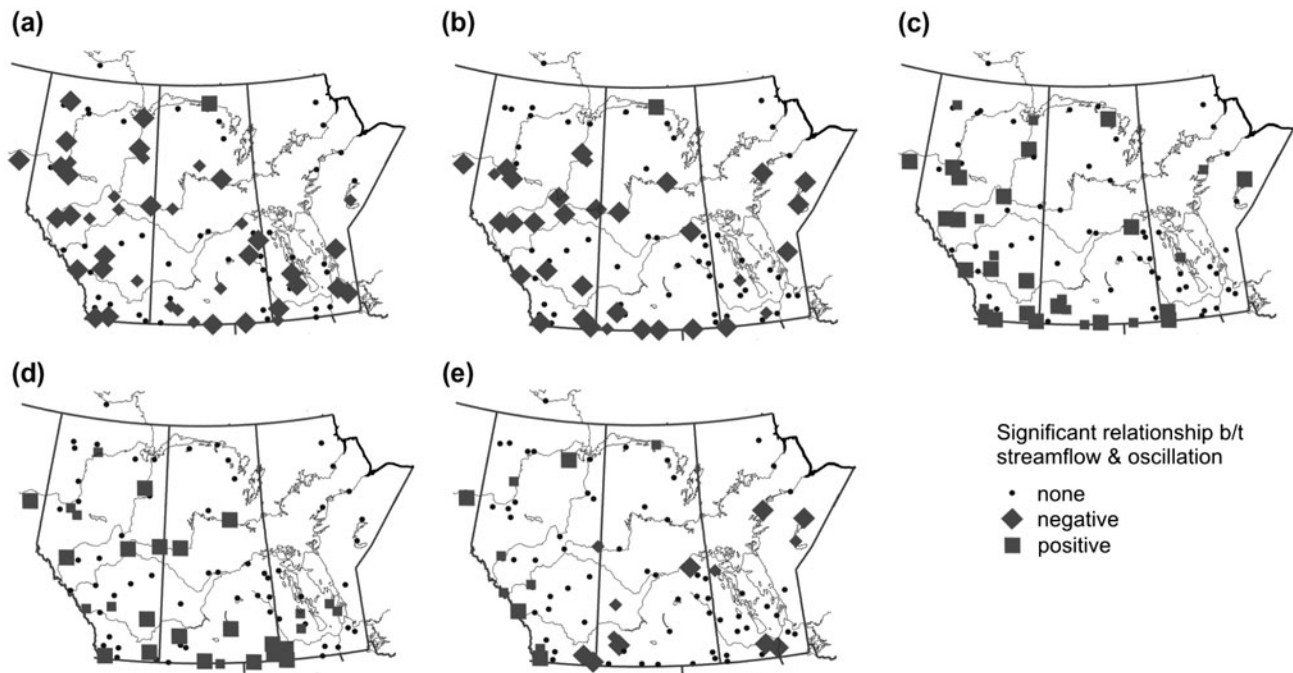 (a)
(b)
(c)
(d)
(e)
Significant relationship b/t
streamflow & oscillation
none
negative
positive